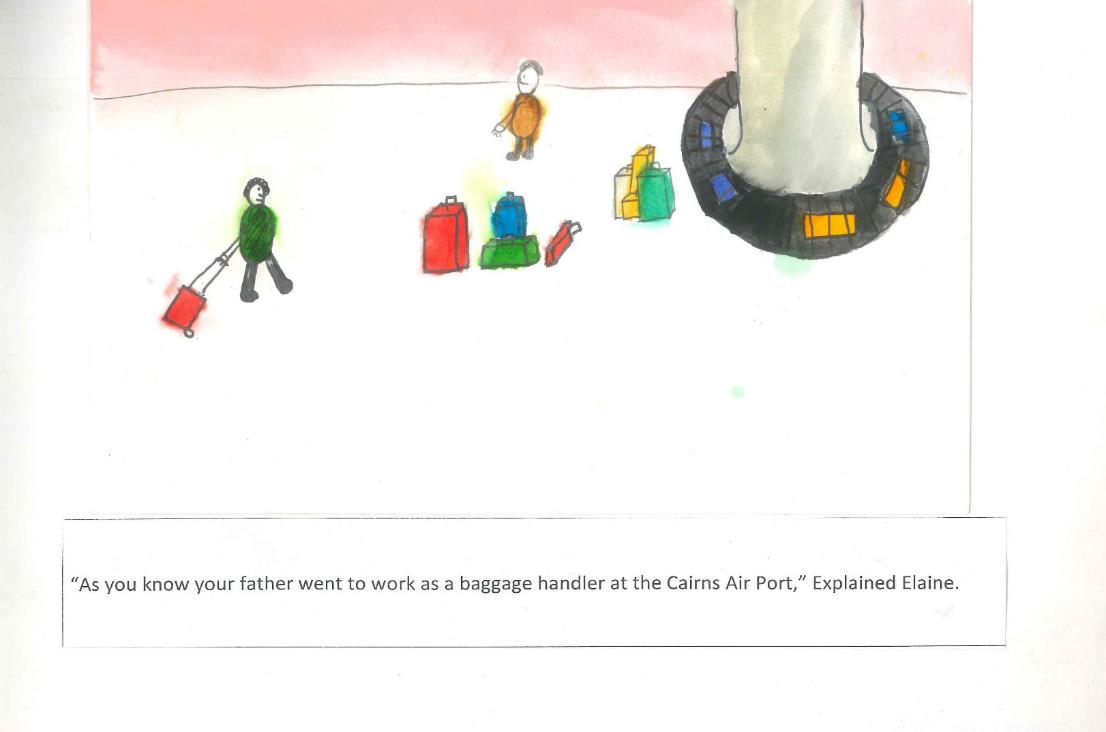 “As you know your father went to work as a baggage handler at the Cairns Air Port,” Explained Elaine.